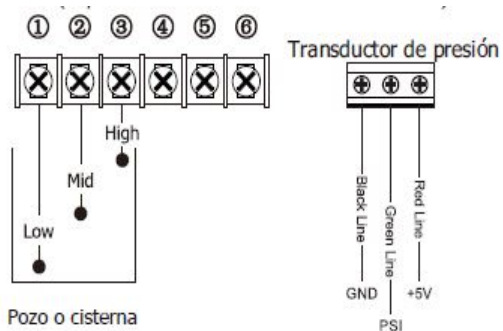 ① ② ③ ④ ⑤ ⑥
Transductor de presión
High
Mid
Low
Pozo o cisterna
Black Line
Green Line
Red Line
GND
PSI
+5V